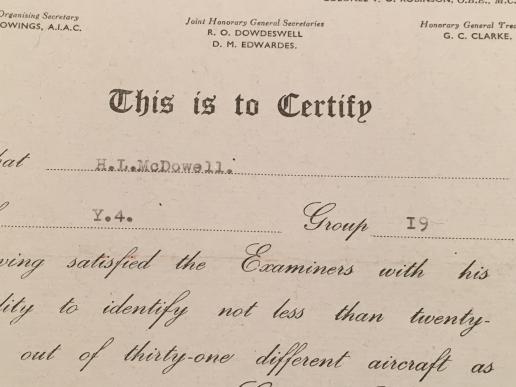 Organising Secretary
OWINGS, A.I.A.C.
Joint Honorary General Secretaries
R. O. DOWDESWELL
D. M. EDWARDES.
Honorary General Trea
G. C. CLARKE,
This is to Certify
hat H.L.McDowell.
Y.4. Group 19
ving satisfied the Examiners with his
lity to identify not less than twenty-
out of thirty-one different aircraft as